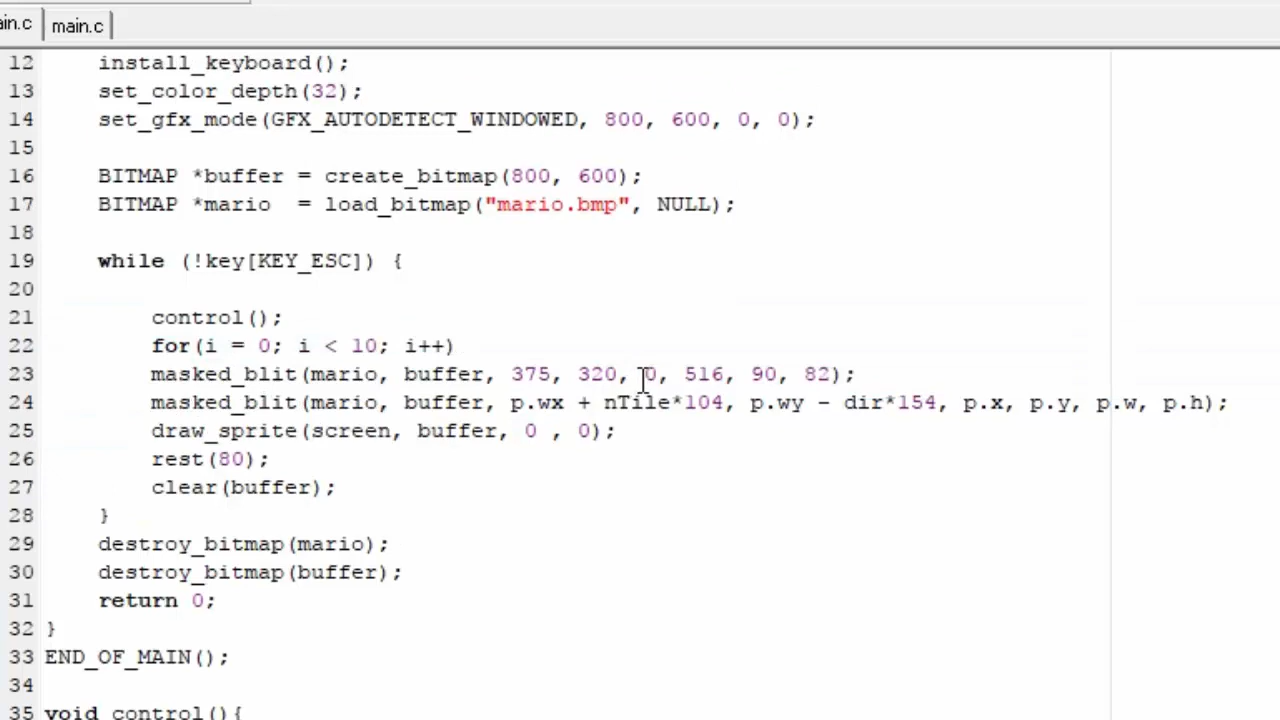 in.c main.c
12 install_keyboard();
13 set_color_depth(32);
14 set_gfx_mode(GFX_AUTODETECT_WINDOWED, 800, 600, 0, 0);
15
16 BITMAP *buffer = create_bitmap(800, 600);
17 BITMAP *mario  = load_bitmap("mario.bmp", NULL);
18
19 while (!key[KEY_ESC]) {
20
21 control();
22 for(i = 0; i < 10; i++)
23 masked_blit(mario, buffer, 375, 320, 0, 516, 90, 82);
24 masked_blit(mario, buffer, p.wx + nTile*104, p.wy - dir*154, p.x, p.y, p.w, p.h);
25 draw_sprite(screen, buffer, 0 , 0);
26 rest(80);
27 clear(buffer);
28 }
29 destroy_bitmap(mario);
30 destroy_bitmap(buffer);
31 return 0;
32 }
33 END_OF_MAIN();
34
35 void control(){